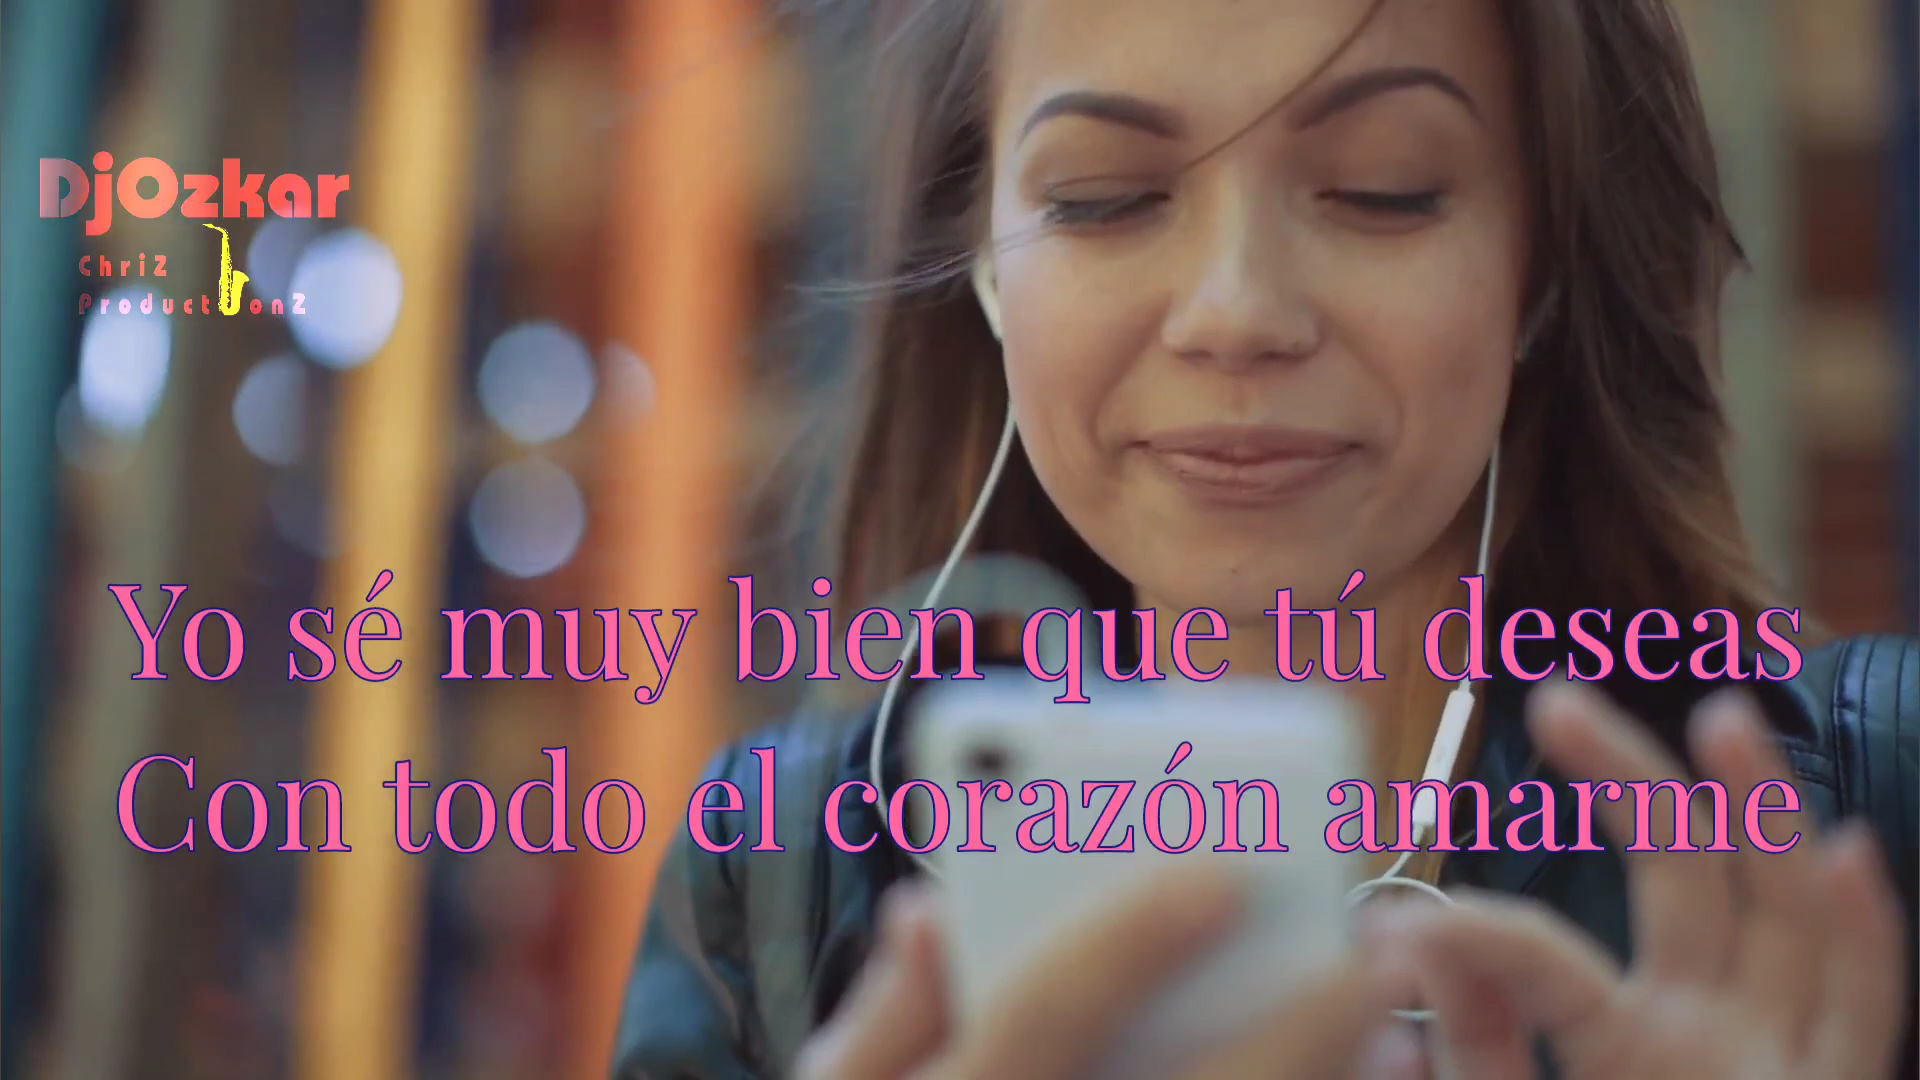 DjOzkar
ChriZ
ProductionZ
Yo sé muy bien que tú deseas
Con todo el corazón amarme